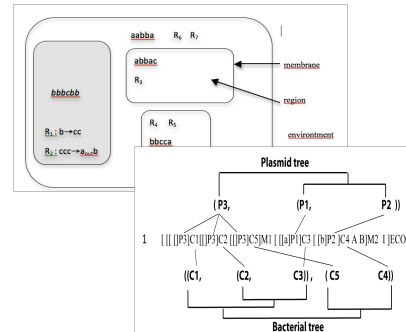 aabba R₆ R₇
abbac
R₃
membrane
region
bbbcbb
R₁ : b→cc
R₂ : ccc→a_out b
R₄ R₅
bbcca
environtment
Plasmid tree
( P3, (P1, P2 ))
1 [ [[ []P3]C1[[]P3]C2 [[]P3]C5]M1 [ [[a]P1]C3 [ [b]P2 ]C4 A B]M2 I ]ECO
((C1, (C2, C3)) , ( C5 C4))
Bacterial tree